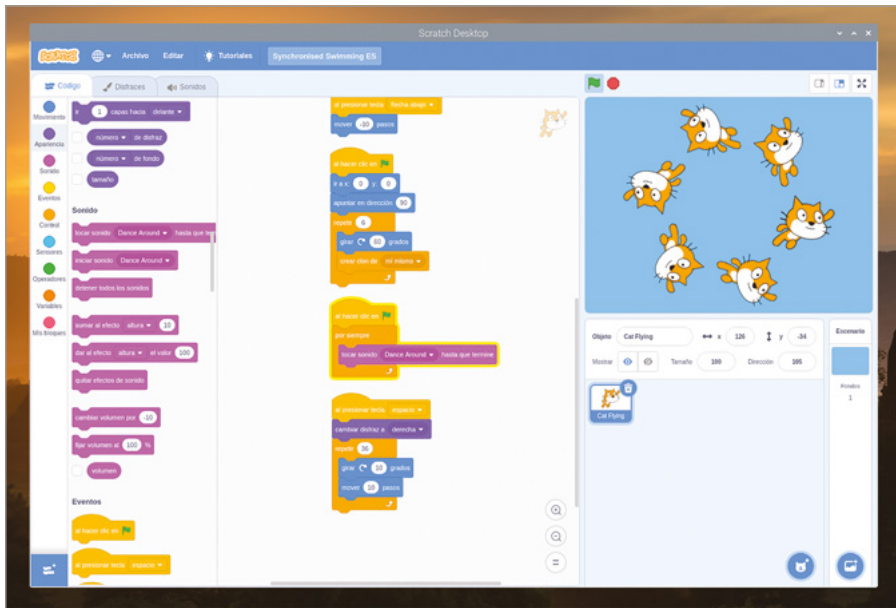 Scratch Desktop
SCRATCH
Archivo
Editar
Tutoriales
Synchronised Swimming ES
Código
Disfraces
Sonidos
Movimiento
Apariencia
Sonido
Eventos
Control
Sensores
Operadores
Variables
Mis bloques
ir 1 capas hacia delante
número de disfraz
número de fondo
tamaño
Sonido
tocar sonido Dance Around hasta que
iniciar sonido Dance Around
detener todos los sonidos
sumar al efecto altura 10
dar al efecto altura el valor 100
quitar efectos de sonido
cambiar volumen por -10
fijar volumen al 100 %
volumen
Eventos
al hacer clic en
al presionar tecla espacio
al presionar tecla flecha abajo
mover -10 pasos
al hacer clic en
ir a x: 0 y: 0
apuntar en dirección 90
repetir 6
girar 60 grados
crear clon de mí mismo
al hacer clic en
por siempre
tocar sonido Dance Around hasta que termine
al presionar tecla espacio
cambiar disfraz a derecha
repetir 36
girar 10 grados
mover 10 pasos
Objeto Cat Flying x 126 y -34
Mostrar Tamaño 100 Dirección 105
Cat Flying
Escenario
Fondos
1